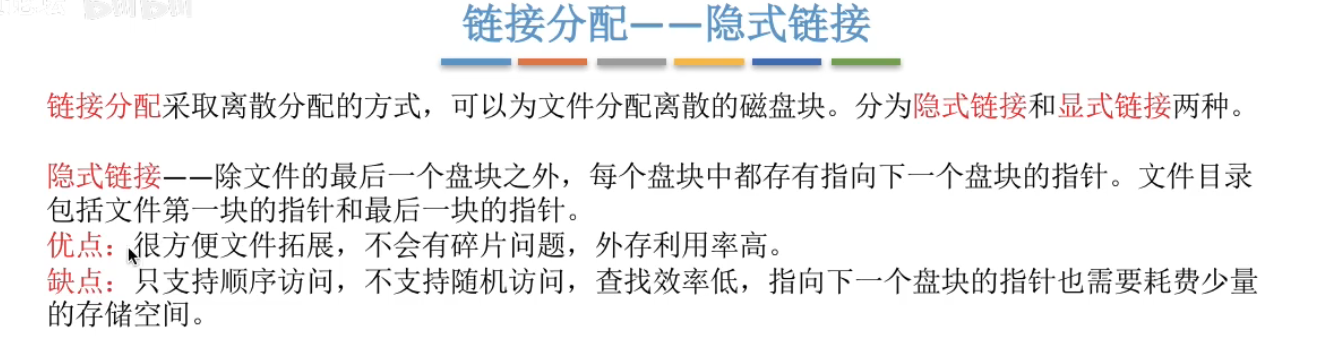 链接分配——隐式链接
链接分配采取离散分配的方式，可以为文件分配离散的磁盘块。分为隐式链接和显式链接两种。
隐式链接——除文件的最后一个盘块之外，每个盘块中都存有指向下一个盘块的指针。文件目录
包括文件第一块的指针和最后一块的指针。
优点：很方便文件拓展，不会有碎片问题，外存利用率高。
缺点：只支持顺序访问，不支持随机访问，查找效率低，指向下一个盘块的指针也需要耗费少量
的存储空间。